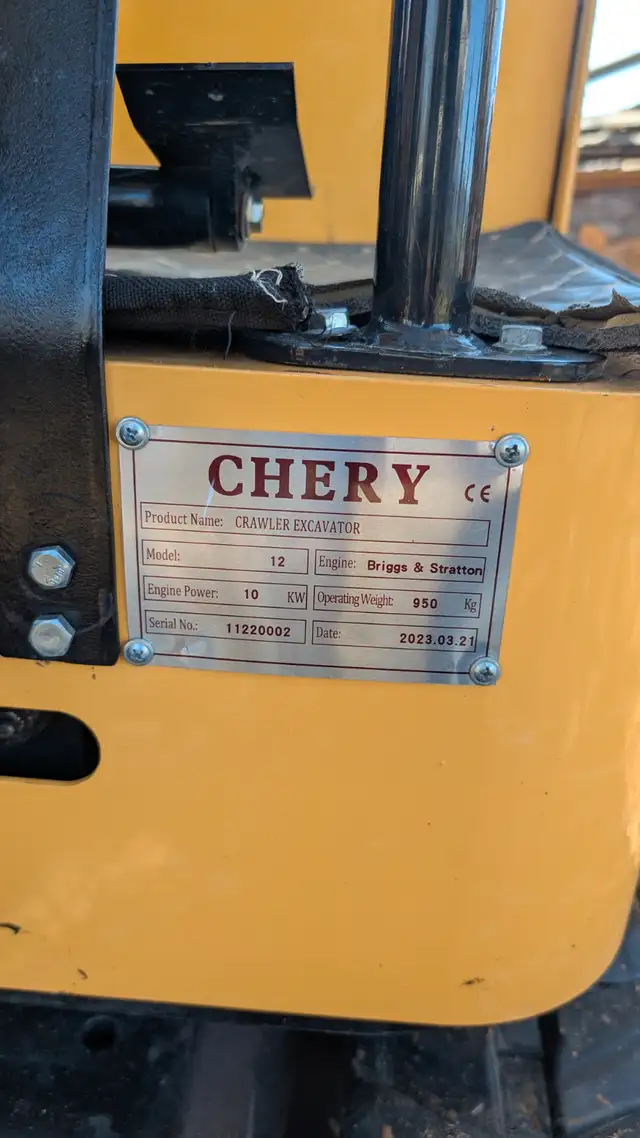 CHERY CE
Product Name: CRAWLER EXCAVATOR
Model: 12 Engine: Briggs & Stratton
Engine Power: 10 KW Operating Weight: 950 Kg
Serial No.: 11220002 Date: 2023.03.21